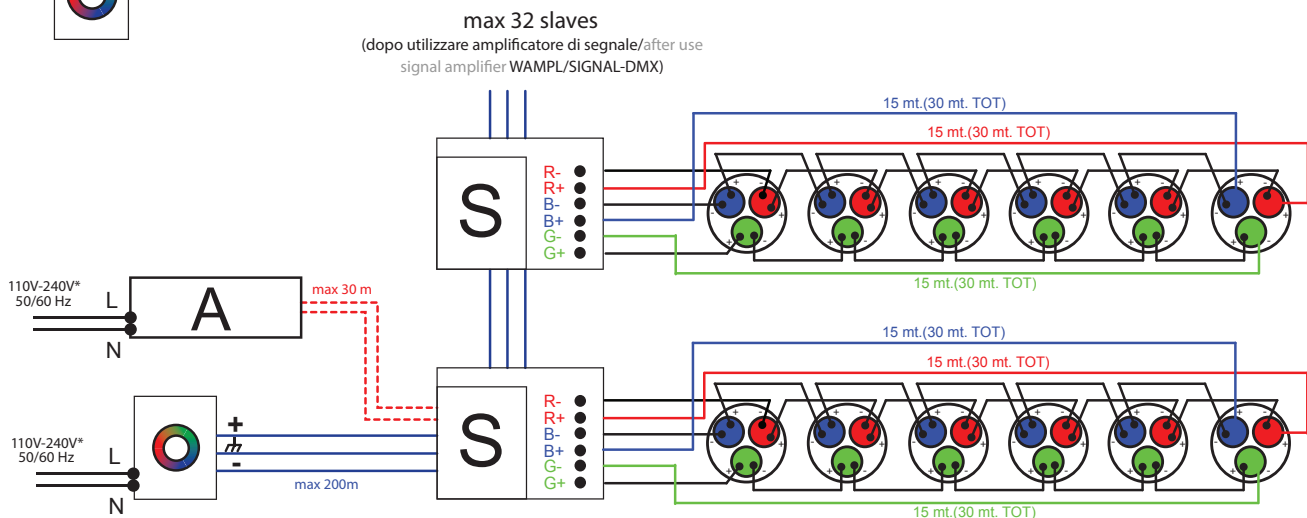 max 32 slaves
(dopo utilizzare amplificatore di segnale/after use
signal amplifier WAMPL/SIGNAL-DMX)
15 mt.(30 mt. TOT)
15 mt.(30 mt. TOT)
S
R-
R+
B-
B+
G-
G+
+ - + - + - + - + - + -
- + - + - + - + - + - +
+ - + - + - + - + - + -
15 mt.(30 mt. TOT)
110V-240V*
50/60 Hz
L
N
A
max 30 m
15 mt.(30 mt. TOT)
15 mt.(30 mt. TOT)
110V-240V*
50/60 Hz
L
N
+
-
max 200m
S
R-
R+
B-
B+
G-
G+
+ - + - + - + - + - + -
- + - + - + - + - + - +
+ - + - + - + - + - + -
15 mt.(30 mt. TOT)